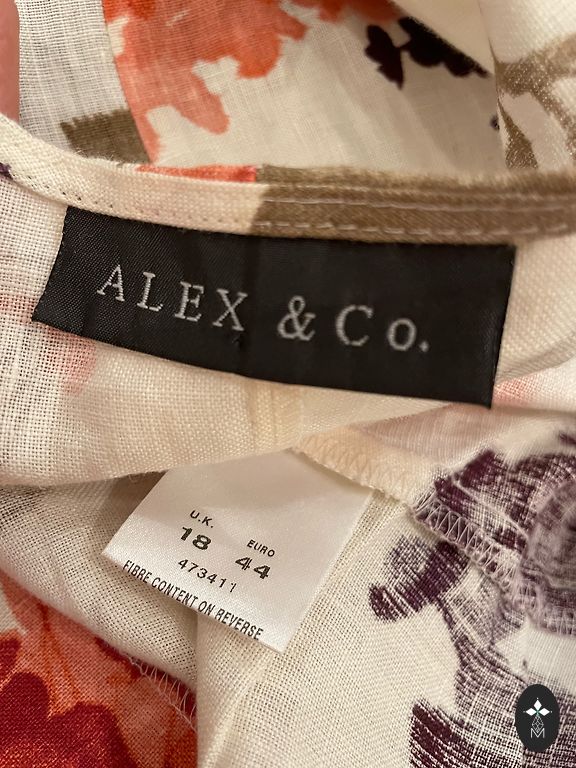 ALEX & Co.
U.K. EURO
18 44
473411
FIBRE CONTENT ON REVERSE
M